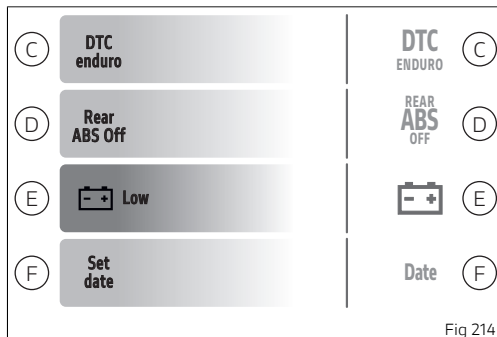 C DTC DTC C
enduro ENDURO
D Rear REAR D
ABS Off ABS
OFF
E - + Low - + E
F Set Date F
date
Fig 214